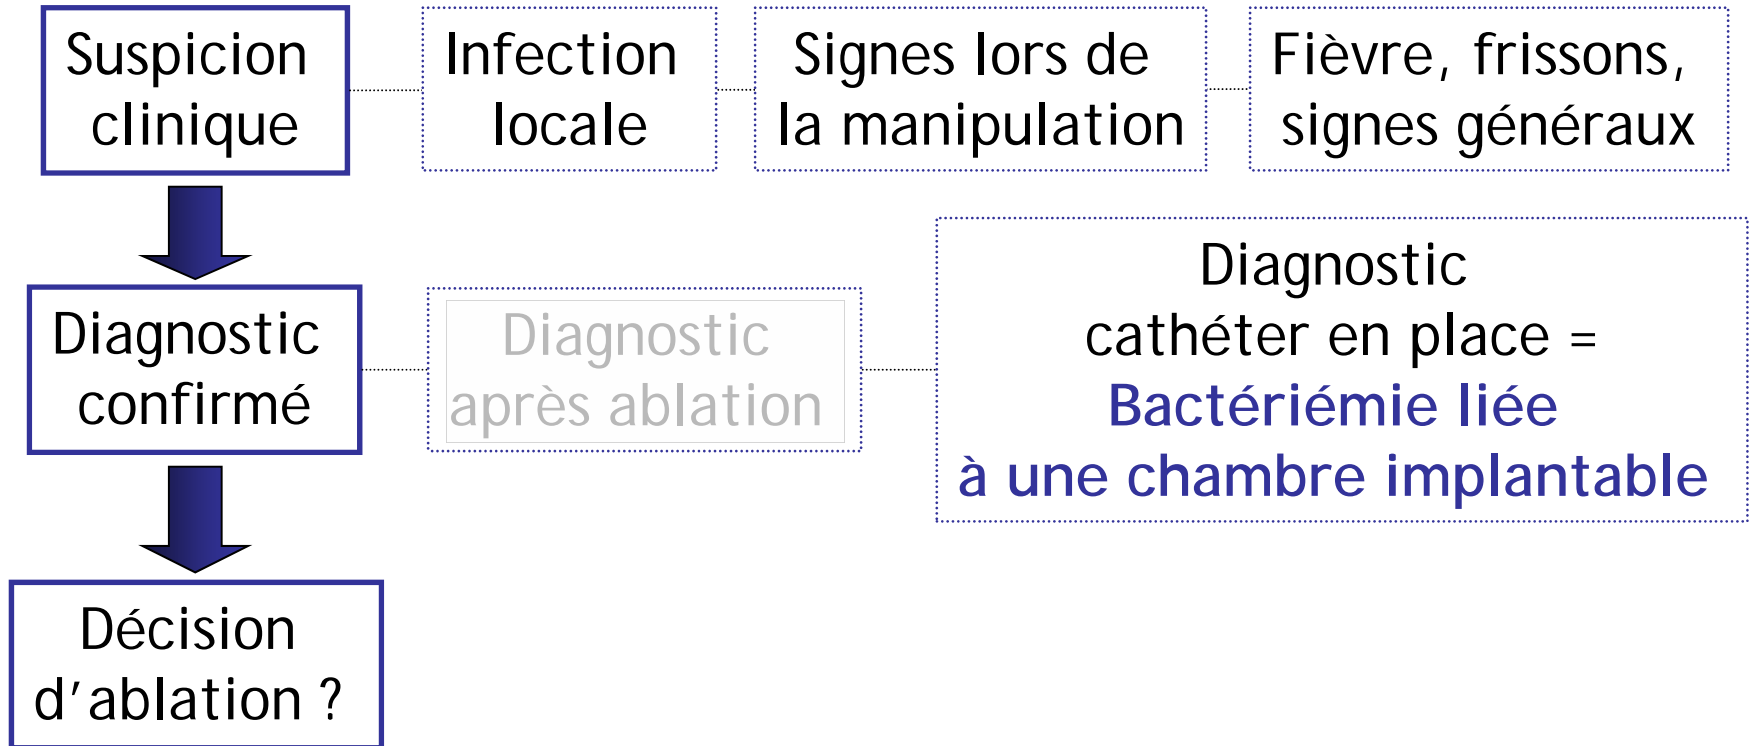 Suspicion
clinique
Infection
locale
Signes lors de
la manipulation
Fièvre, frissons,
signes généraux
Diagnostic
confirmé
Diagnostic
après ablation
Diagnostic
cathéter en place =
Bactériémie liée
à une chambre implantable
Décision
d'ablation ?